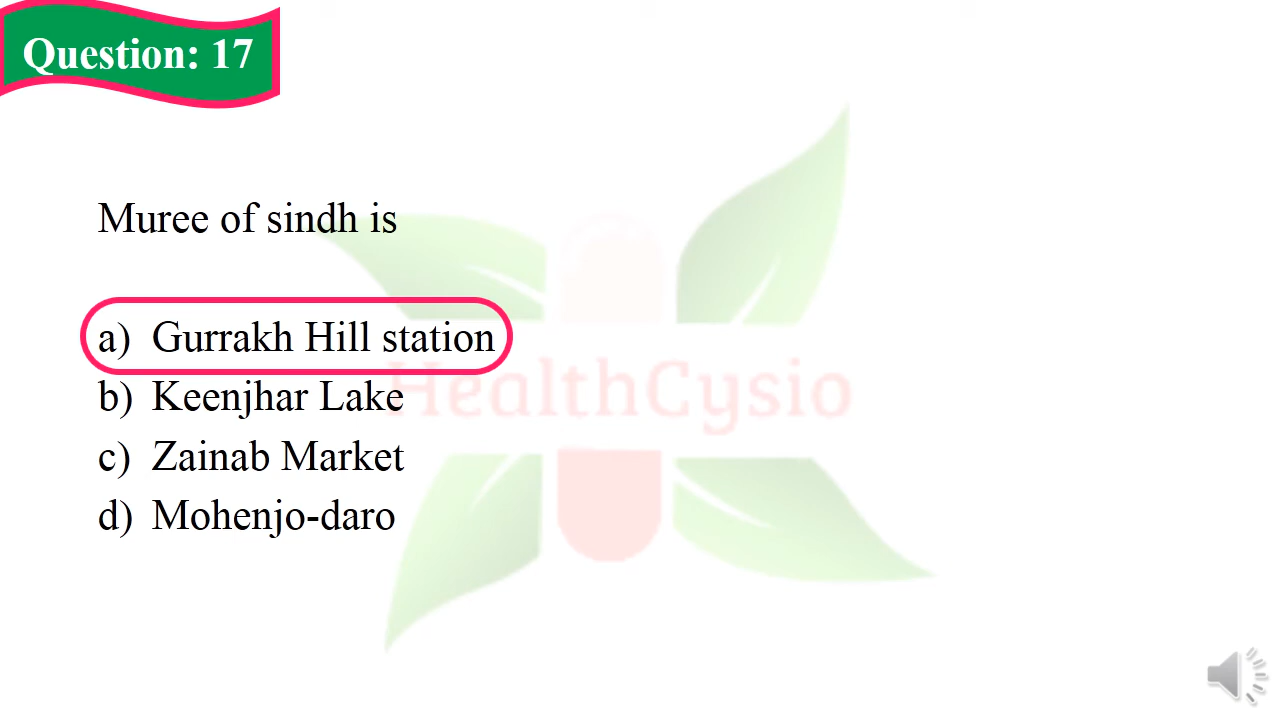 Question: 17
Muree of sindh is
a) Gurrakh Hill station
b) Keenjhar Lake
HealthCysio
c) Zainab Market
d) Mohenjo-daro